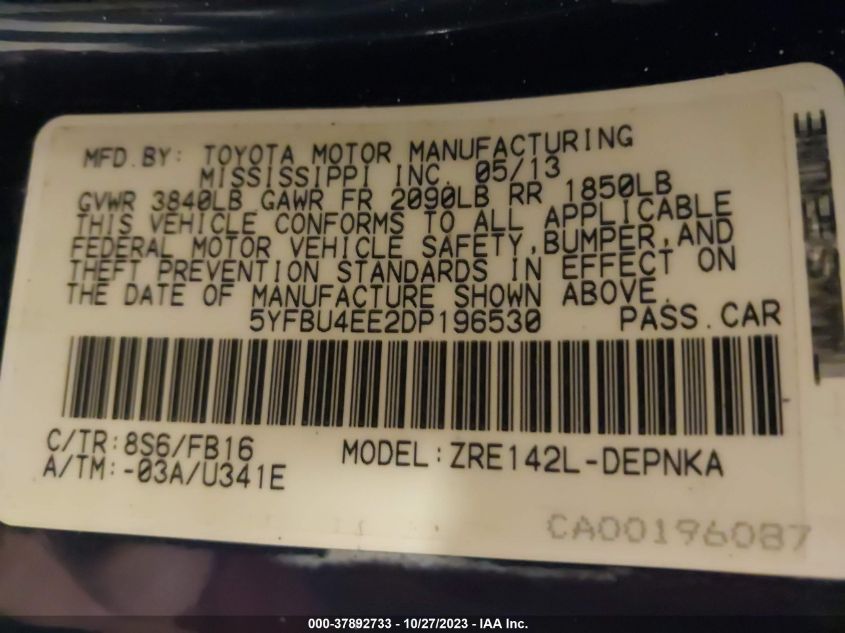 MFD.BY: TOYOTA MOTOR MANUFACTURING
MISSISSIPPI INC. 05/13
GVWR 3840LB GAWR FR 2090LB RR 1850LB
THIS VEHICLE CONFORMS TO ALL APPLICABLE
FEDERAL MOTOR VEHICLE SAFETY,BUMPER,AND
THEFT PREVENTION STANDARDS IN EFFECT ON
THE DATE OF MANUFACTURE SHOWN ABOVE.
5YFBU4EE2DP196530 PASS.CAR
C/TR:8S6/FB16
A/TM:-03A/U341E
MODEL:ZRE142L-DEPNKA
CA00196087
000-37892733 - 10/27/2023 - IAA Inc.